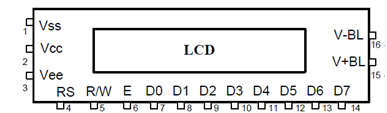 Vss
1
Vcc
2
Vee
3
LCD
V-BL
16
V+BL
15
RS R/W E D0 D1 D2 D3 D4 D5 D6 D7
4 5 6 7 8 9 10 11 12 13 14